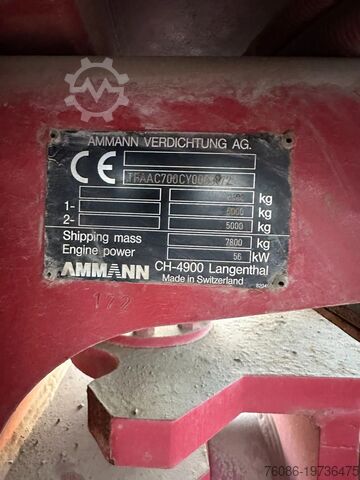 AMMANN VERDICHTUNG AG.
CE
kg
1- 6000 kg
2- 5000 kg
Shipping mass 7800 kg
Engine power 56 kW
AMMANN CH-4900 Langenthal
Made in Switzerland
172
76086-19736475